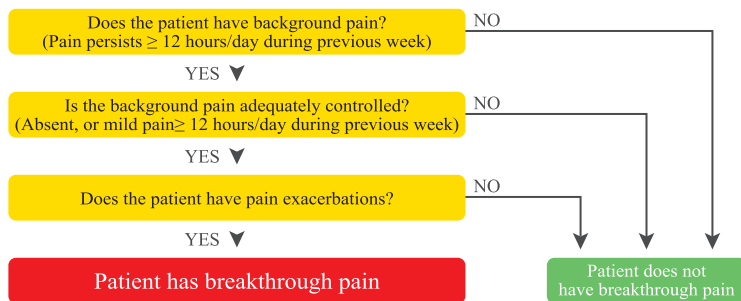 Does the patient have background pain?
(Pain persists ≥ 12 hours/day during previous week)
NO
YES
Is the background pain adequately controlled?
(Absent, or mild pain≥ 12 hours/day during previous week)
NO
YES
Does the patient have pain exacerbations?
NO
YES
Patient has breakthrough pain
Patient does not
have breakthrough pain